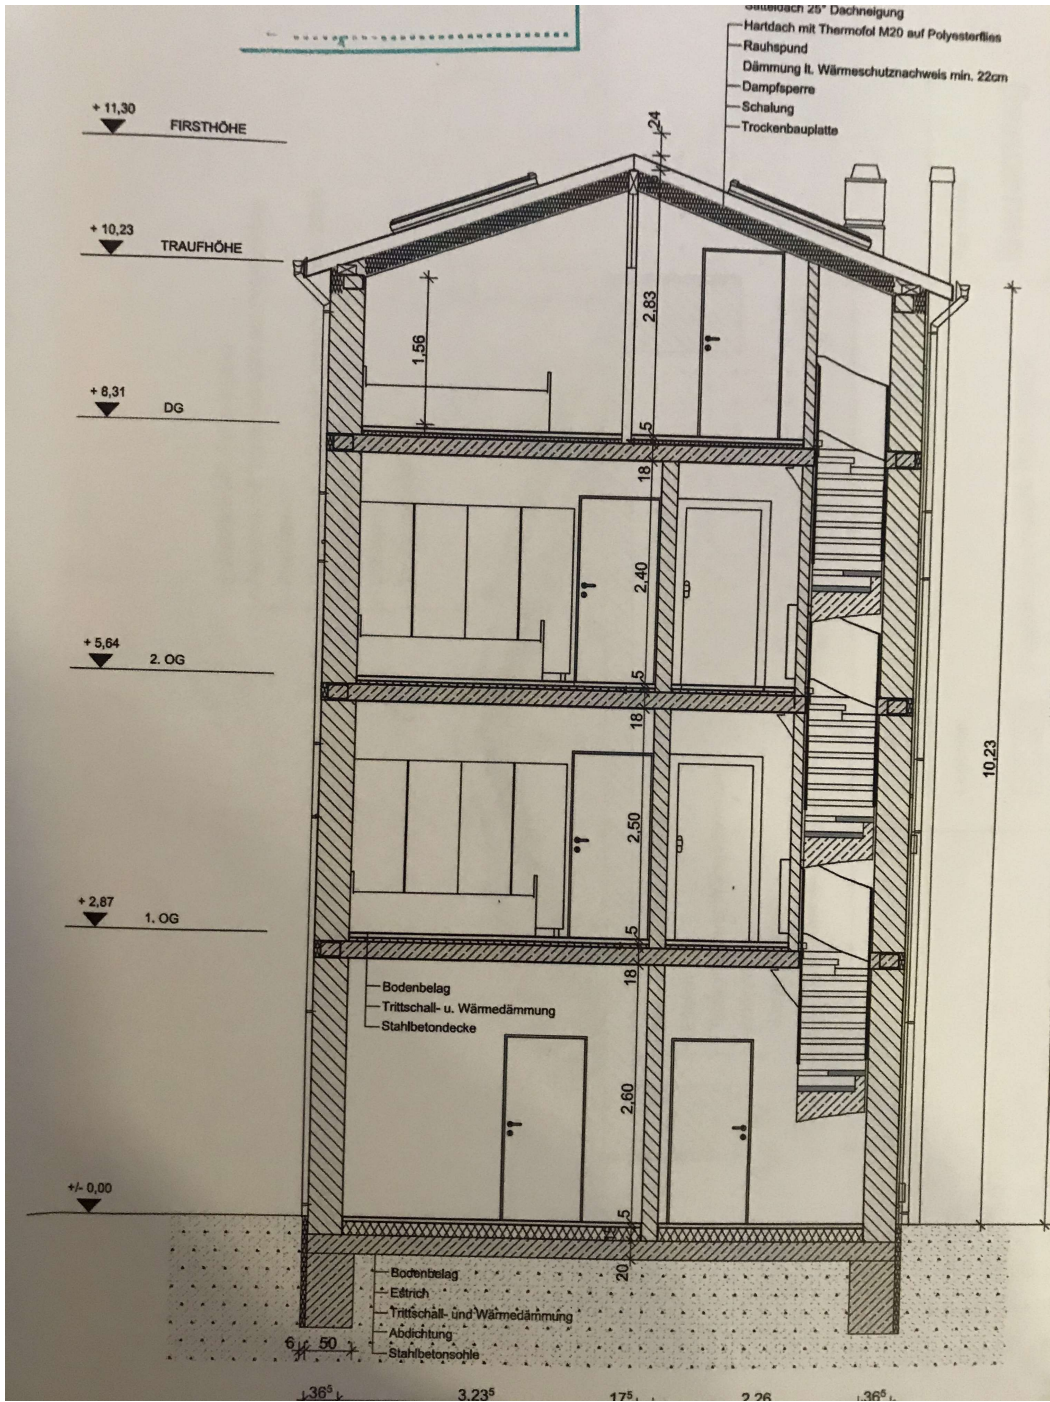 Satteldach 25° Dachneigung
Hartdach mit Thermofol M20 auf Polyesterflies
Rauhspund
Dämmung lt. Wärmeschutznachweis min. 22cm
Dampfsperre
Schalung
Trockenbauplatte
+ 11,30
FIRSTHÖHE
24
+ 10,23
TRAUFHÖHE
2,83
1,56
+ 8,31
DG
5
18
2,40
+ 5,64
2. OG
5
18
10,23
2,50
+ 2,87
1. OG
5
18
Bodenbelag
Trittschall- u. Wärmedämmung
Stahlbetondecke
2,60
+/- 0,00
5
20
Bodenbelag
Estrich
Trittschall- und Wärmedämmung
Abdichtung
Stahlbetonsohle
6 50
36⁵ 3,23⁵ 17⁵ 2,26 36⁵